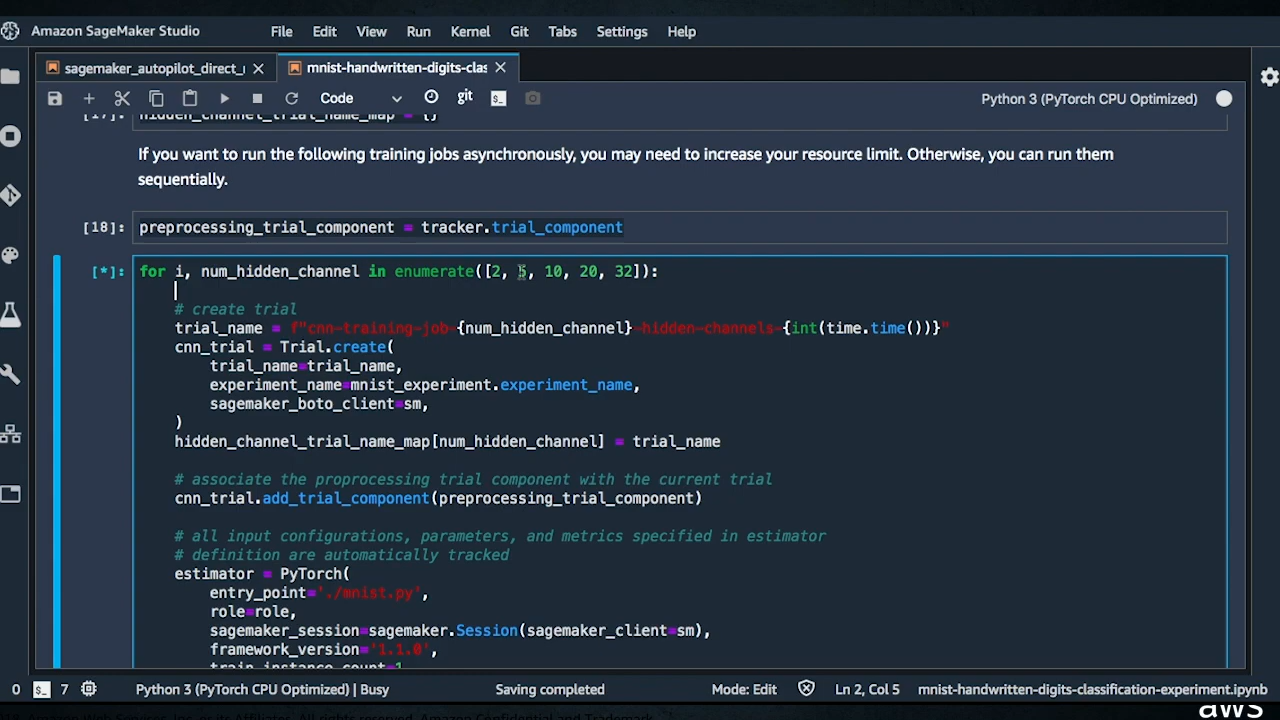 Amazon SageMaker Studio File Edit View Run Kernel Git Tabs Settings Help
sagemaker_autopilot_direct_ mnist-handwritten-digits-clas
Code git Python 3 (PyTorch CPU Optimized)
[17]: hidden_channel_trial_name_map = {}
If you want to run the following training jobs asynchronously, you may need to increase your resource limit. Otherwise, you can run them
sequentially.
[18]: preprocessing_trial_component = tracker.trial_component
[*]: for i, num_hidden_channel in enumerate([2, 5, 10, 20, 32]):
# create trial
trial_name = f"cnn-training-job-{num_hidden_channel}-hidden-channels-{int(time.time())}"
cnn_trial = Trial.create(
trial_name=trial_name,
experiment_name=mnist_experiment.experiment_name,
sagemaker_boto_client=sm,
)
hidden_channel_trial_name_map[num_hidden_channel] = trial_name
# associate the proprocessing trial component with the current trial
cnn_trial.add_trial_component(preprocessing_trial_component)
# all input configurations, parameters, and metrics specified in estimator
# definition are automatically tracked
estimator = PyTorch(
entry_point='./mnist.py',
role=role,
sagemaker_session=sagemaker.Session(sagemaker_client=sm),
framework_version='1.1.0',
train_instance_count=1
0 7 Python 3 (PyTorch CPU Optimized) | Busy Saving completed Mode: Edit Ln 2, Col 5 mnist-handwritten-digits-classification-experiment.ipynb
aws